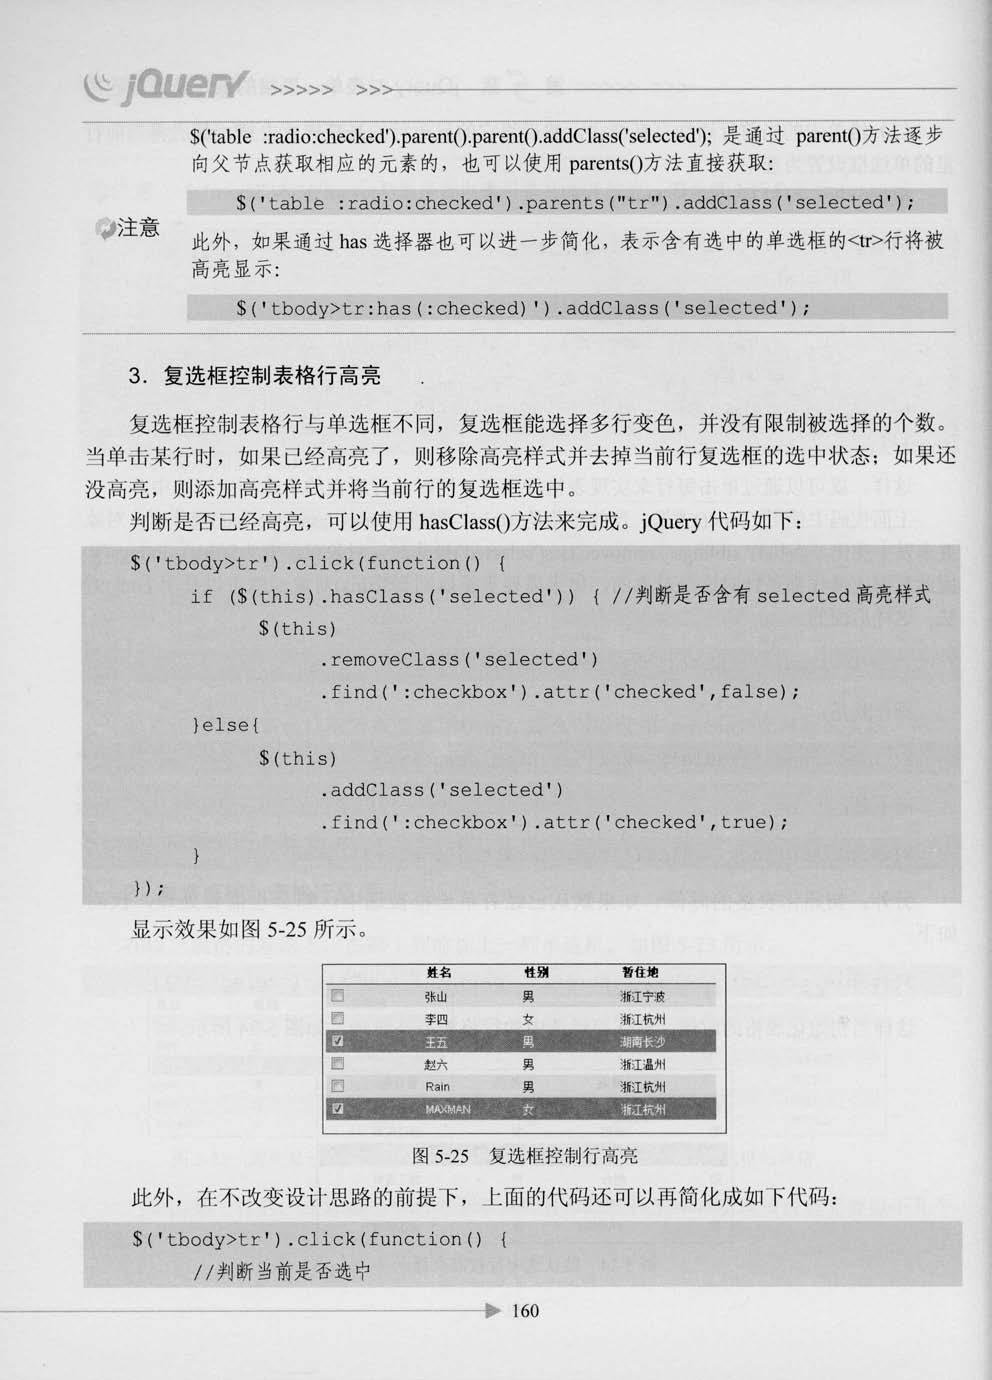 jQuery >>>>> >>>
$('table :radio:checked').parent().parent().addClass('selected'); 是通过 parent()方法逐步
向父节点获取相应的元素的，也可以使用 parents()方法直接获取：
$('table :radio:checked').parents("tr").addClass('selected');
注意
此外，如果通过 has 选择器也可以进一步简化，表示含有选中的单选框的<tr>行将被
高亮显示：
$('tbody>tr:has(:checked)').addClass('selected');
3．复选框控制表格行高亮
复选框控制表格行与单选框不同，复选框能选择多行变色，并没有限制被选择的个数。
当单击某行时，如果已经高亮了，则移除高亮样式并去掉当前行复选框的选中状态；如果还
没高亮，则添加高亮样式并将当前行的复选框选中。
判断是否已经高亮，可以使用 hasClass()方法来完成。jQuery 代码如下：
$('tbody>tr').click(function() {
if ($(this).hasClass('selected')) { //判断是否含有 selected 高亮样式
$(this)
.removeClass('selected')
.find(':checkbox').attr('checked',false);
}else{
$(this)
.addClass('selected')
.find(':checkbox').attr('checked',true);
}
});
显示效果如图 5-25 所示。
姓名 性别 暂住地
张山 男 浙江宁波
李四 女 浙江杭州
王五 男 湖南长沙
赵六 男 浙江温州
Rain 男 浙江杭州
MAXMAN 女 浙江杭州
图 5-25 复选框控制行高亮
此外，在不改变设计思路的前提下，上面的代码还可以再简化成如下代码：
$('tbody>tr').click(function() {
//判断当前是否选中
160